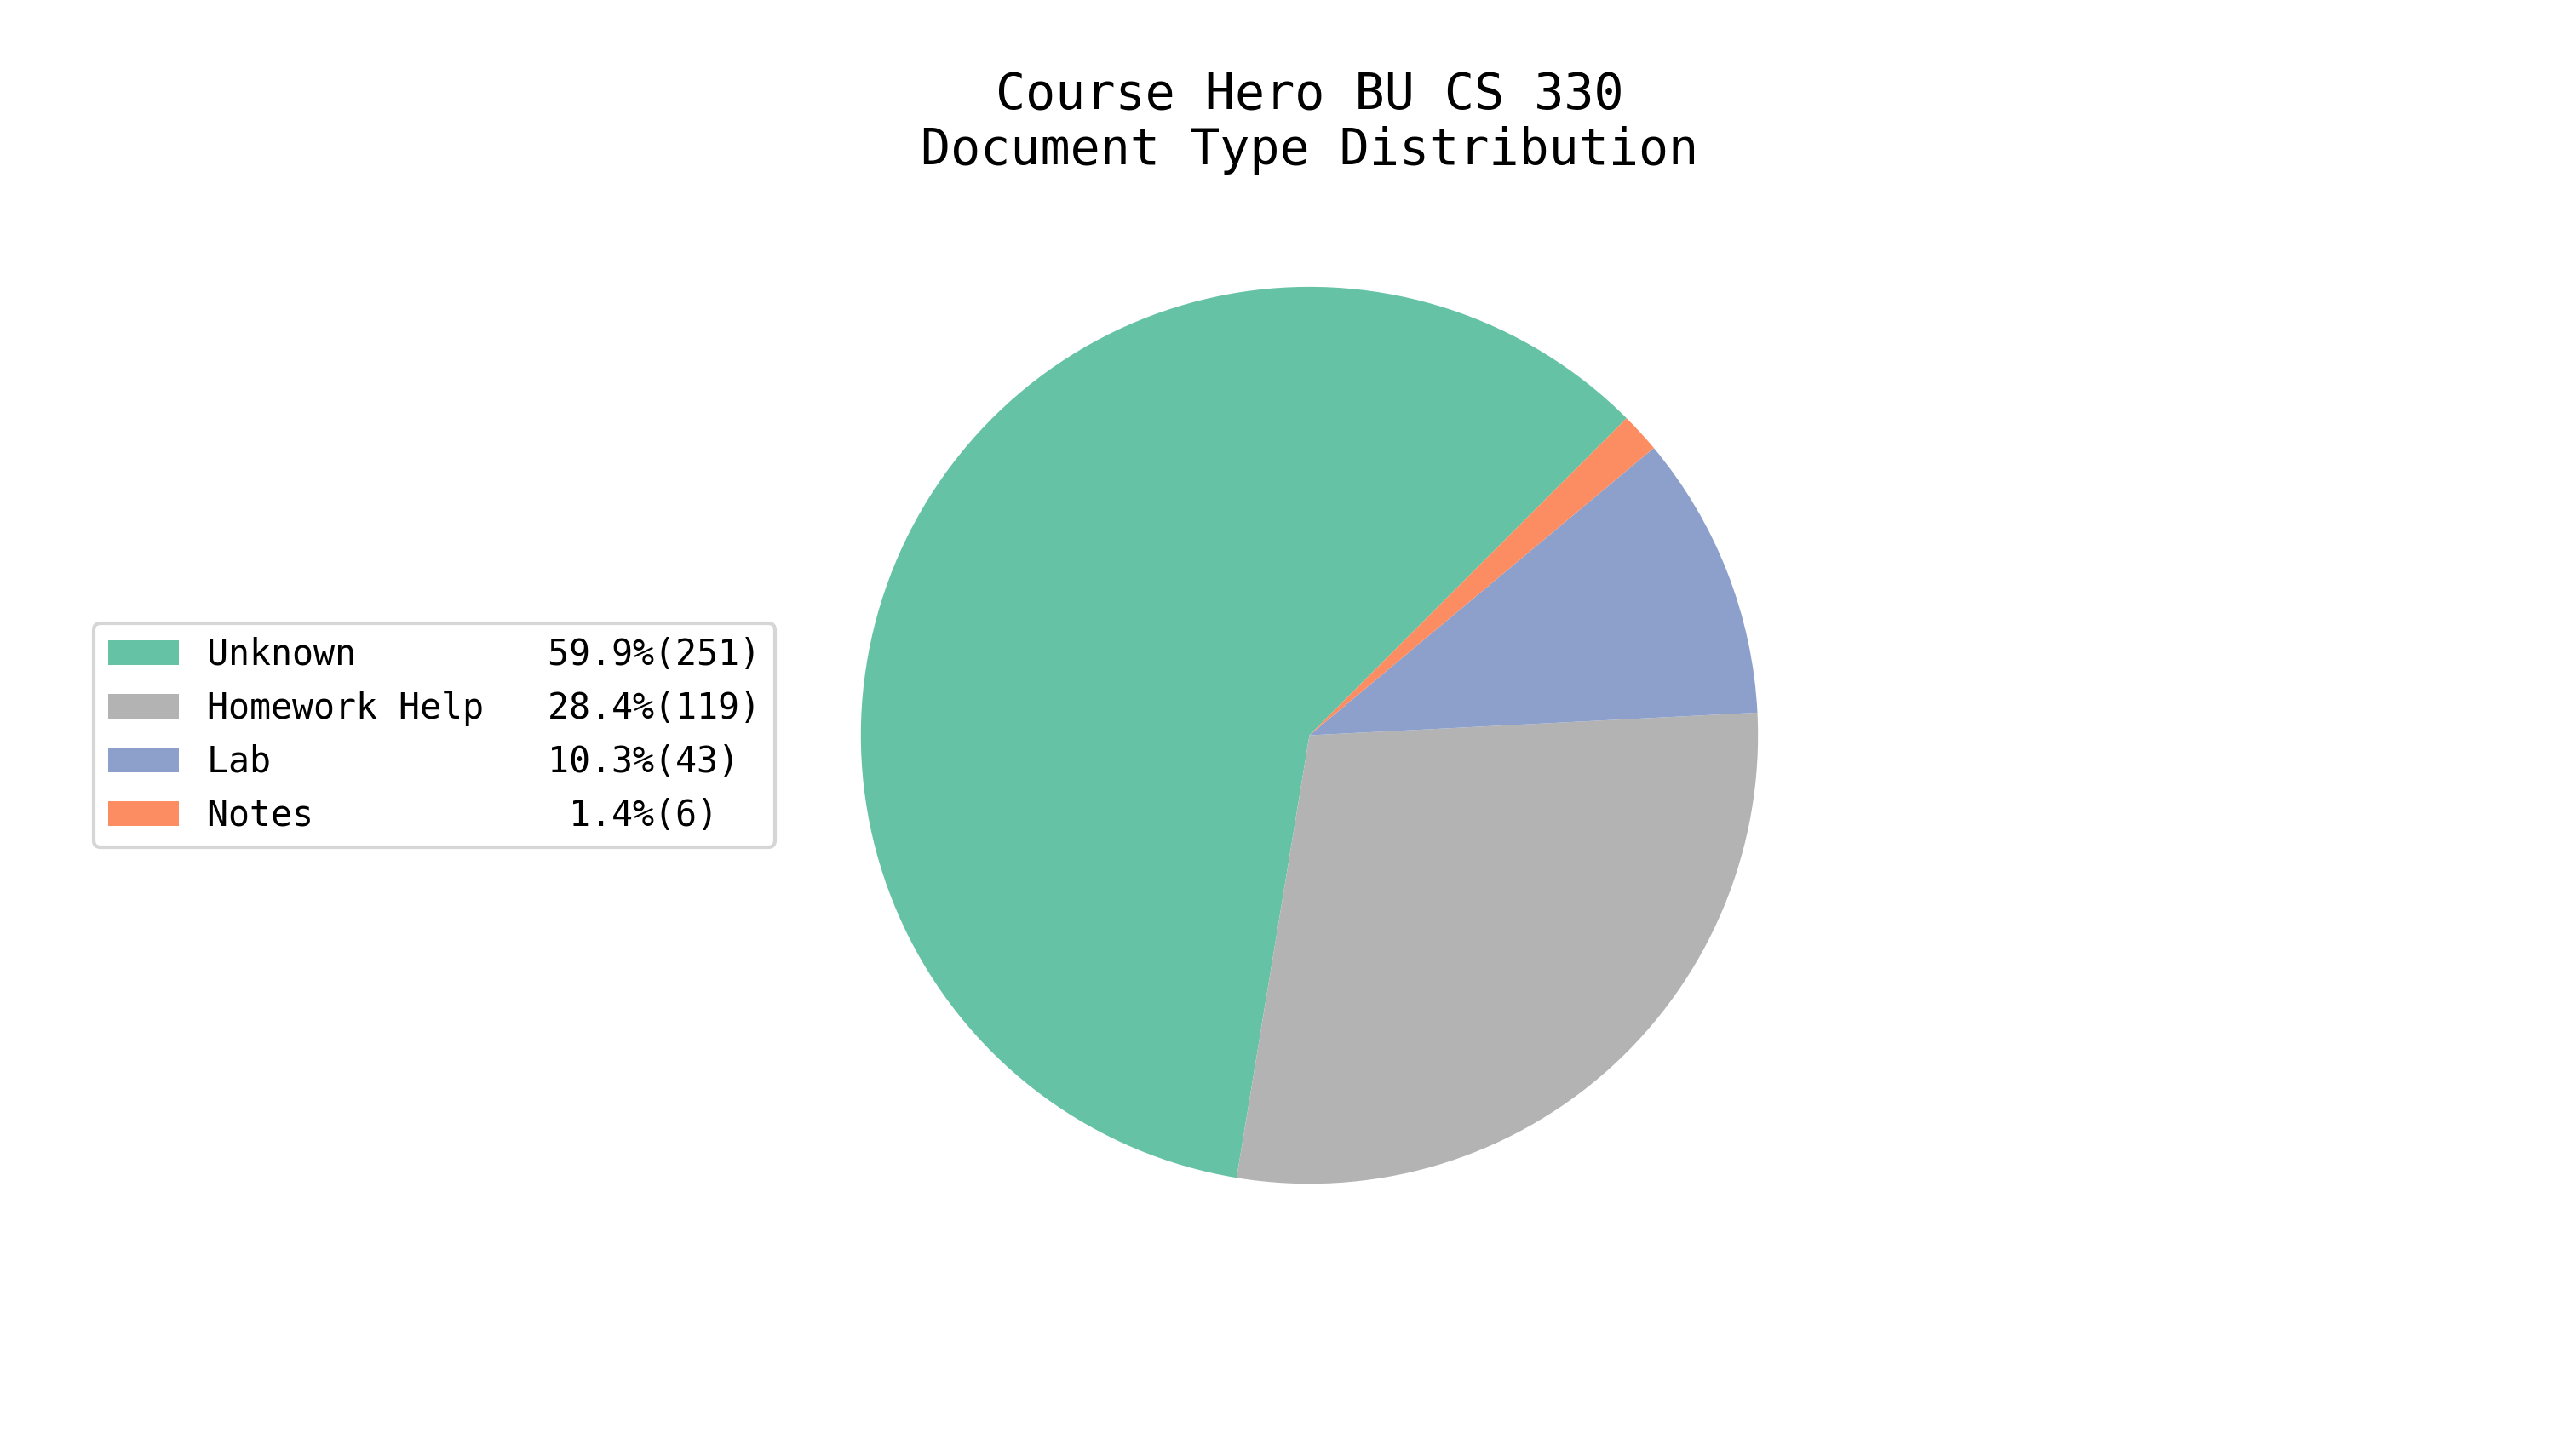 Course Hero BU CS 330
Document Type Distribution
Unknown 59.9%(251)
Homework Help 28.4%(119)
Lab 10.3%(43)
Notes 1.4%(6)